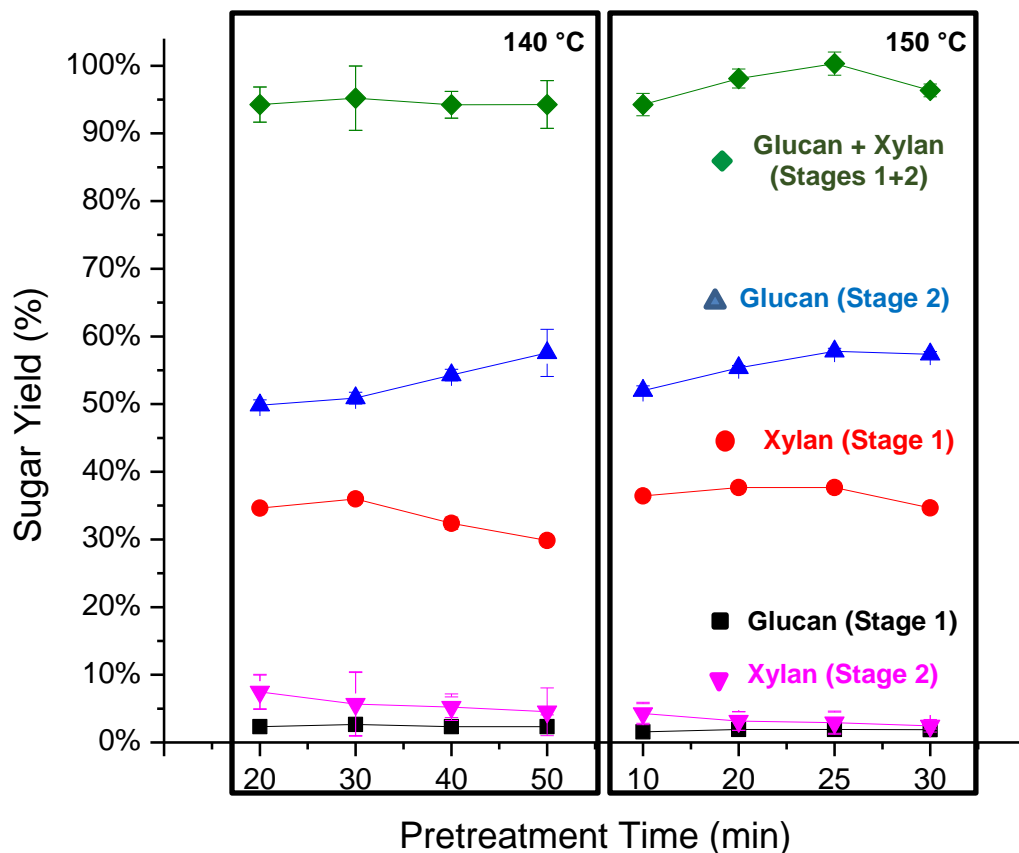 140 °C
150 °C
100%
90%
80%
70%
60%
50%
40%
30%
20%
10%
0%
Sugar Yield (%)
Glucan + Xylan
(Stages 1+2)
Glucan (Stage 2)
Xylan (Stage 1)
Glucan (Stage 1)
Xylan (Stage 2)
20 30 40 50 10 20 25 30
Pretreatment Time (min)